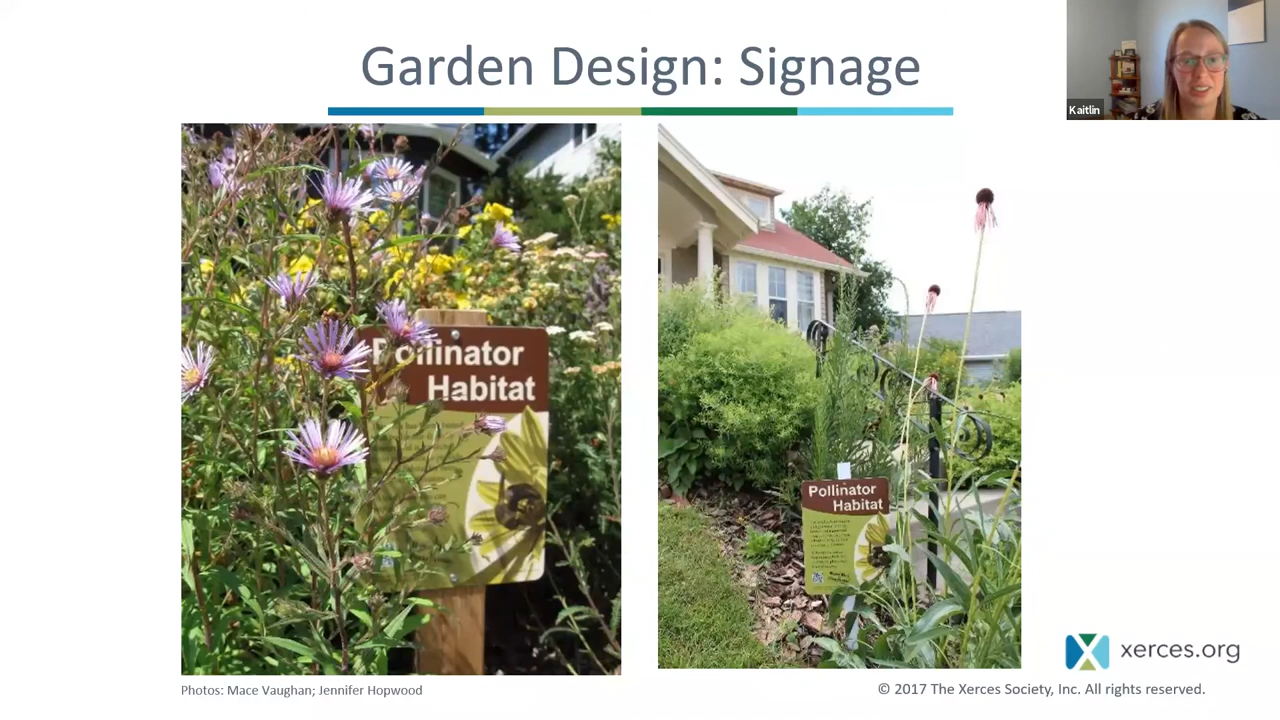 Garden Design: Signage
Kaitlin
Pollinator
Habitat
Pollinator
Habitat
xerces.org
Photos: Mace Vaughan; Jennifer Hopwood
© 2017 The Xerces Society, Inc. All rights reserved.